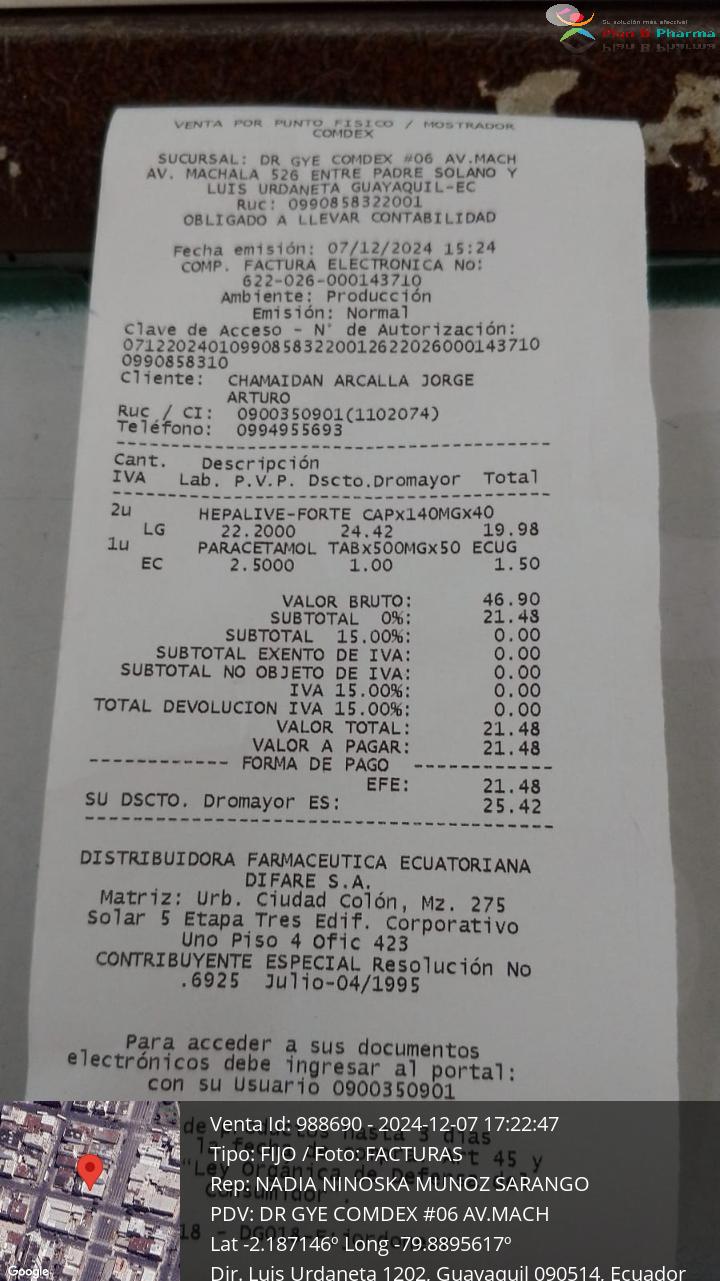 Su solución más efectiva!
Plan B Pharma
VENTA POR PUNTO FISICO / MOSTRADOR
COMDEX
SUCURSAL: DR GYE COMDEX #06 AV.MACH
AV. MACHALA 526 ENTRE PADRE SOLANO Y
LUIS URDANETA GUAYAQUIL-EC
Ruc: 0990858322001
OBLIGADO A LLEVAR CONTABILIDAD
Fecha emisión: 07/12/2024 15:24
COMP. FACTURA ELECTRONICA No:
622-026-000143710
Ambiente: Producción
Emisión: Normal
Clave de Acceso - N° de Autorización:
071220240109908583220012622026000143710
0990858310
Cliente: CHAMAIDAN ARCALLA JORGE
ARTURO
Ruc / CI: 0900350901(1102074)
Teléfono: 0994955693
Cant. Descripción
IVA Lab. P.V.P. Dscto.Dromayor Total
2u HEPALIVE-FORTE CAPx140MGx40
LG 22.2000 24.42 19.98
1u PARACETAMOL TABx500MGx50 ECUG
EC 2.5000 1.00 1.50
VALOR BRUTO: 46.90
SUBTOTAL 0%: 21.48
SUBTOTAL 15.00%: 0.00
SUBTOTAL EXENTO DE IVA: 0.00
SUBTOTAL NO OBJETO DE IVA: 0.00
IVA 15.00%: 0.00
TOTAL DEVOLUCION IVA 15.00%: 0.00
VALOR TOTAL: 21.48
VALOR A PAGAR: 21.48
------------ FORMA DE PAGO ------------
EFE: 21.48
SU DSCTO. Dromayor ES: 25.42
DISTRIBUIDORA FARMACEUTICA ECUATORIANA
DIFARE S.A.
Matriz: Urb. Ciudad Colón, Mz. 275
Solar 5 Etapa Tres Edif. Corporativo
Uno Piso 4 Ofic 423
CONTRIBUYENTE ESPECIAL Resolución No
.6925 Julio-04/1995
Para acceder a sus documentos
electrónicos debe ingresar al portal:
con su Usuario 0900350901
Venta Id: 988690 - 2024-12-07 17:22:47
Tipo: FIJO / Foto: FACTURAS
Rep: NADIA NINOSKA MUNOZ SARANGO
PDV: DR GYE COMDEX #06 AV.MACH
Lat -2.187146° Long -79.8895617°
Dir. Luis Urdaneta 1202, Guayaquil 090514, Ecuador
Google